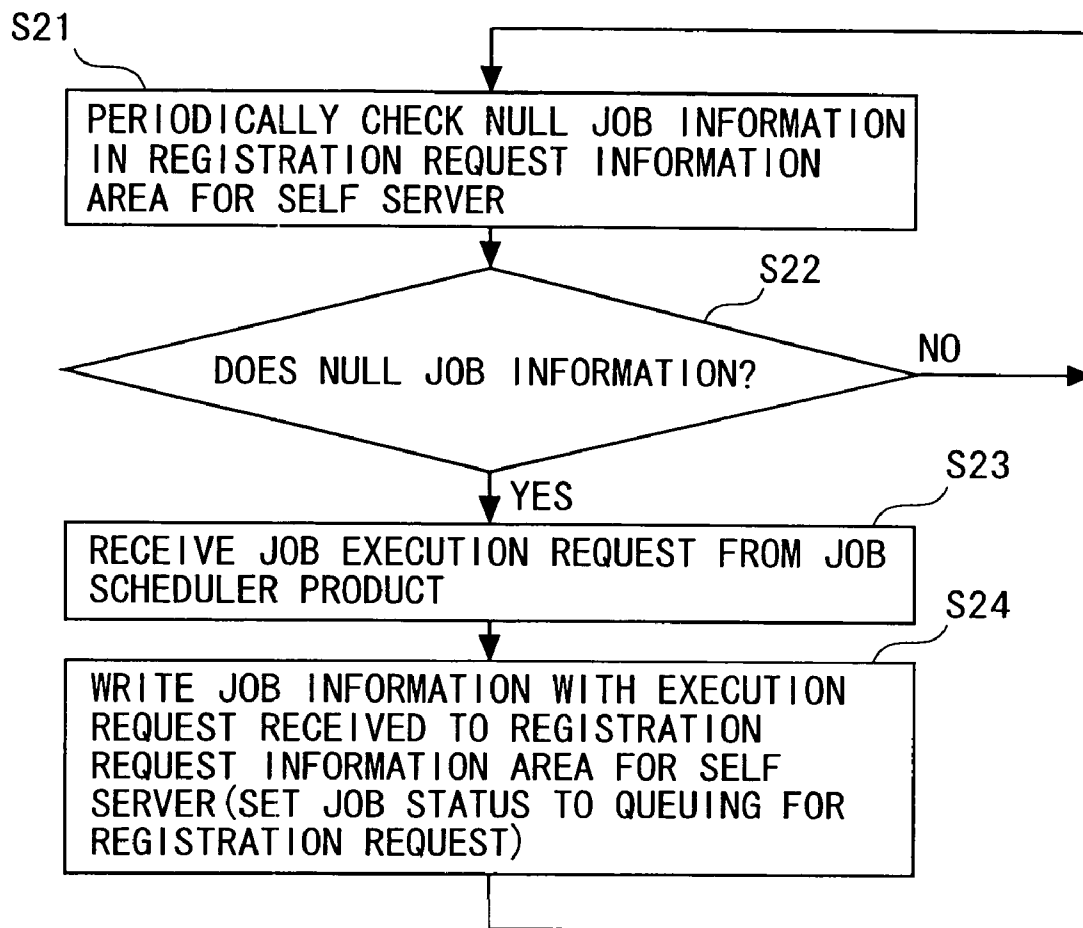 S21
PERIODICALLY CHECK NULL JOB INFORMATION
IN REGISTRATION REQUEST INFORMATION
AREA FOR SELF SERVER
S22
DOES NULL JOB INFORMATION?
NO
YES
S23
RECEIVE JOB EXECUTION REQUEST FROM JOB
SCHEDULER PRODUCT
S24
WRITE JOB INFORMATION WITH EXECUTION
REQUEST RECEIVED TO REGISTRATION
REQUEST INFORMATION AREA FOR SELF
SERVER(SET JOB STATUS TO QUEUING FOR
REGISTRATION REQUEST)